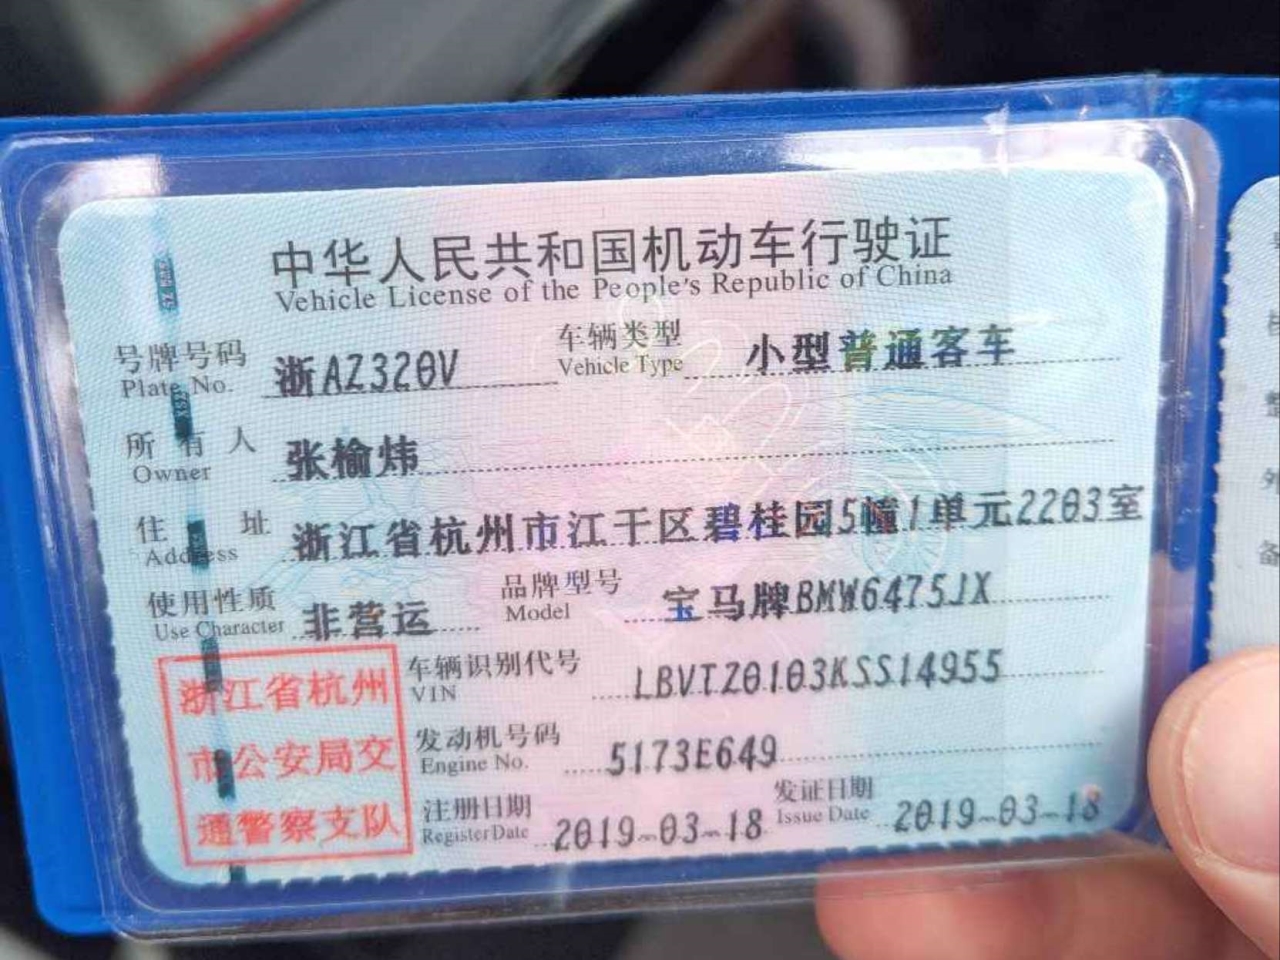 中华人民共和国机动车行驶证
Vehicle License of the People's Republic of China
号牌号码 浙AZ320V 车辆类型 小型普通客车
Plate No. Vehicle Type
所有人 张榆炜
Owner
住址 浙江省杭州市江干区碧桂园5幢1单元2203室
Address
使用性质 非营运 品牌型号 宝马牌BMW6475JX
Use Character Model
车辆识别代号 LBVTZ0103KSS14955
VIN
发动机号码 5173E649
Engine No.
注册日期 2019-03-18 发证日期 2019-03-18
Register Date Issue Date
浙江省杭州
市公安局交
通警察支队